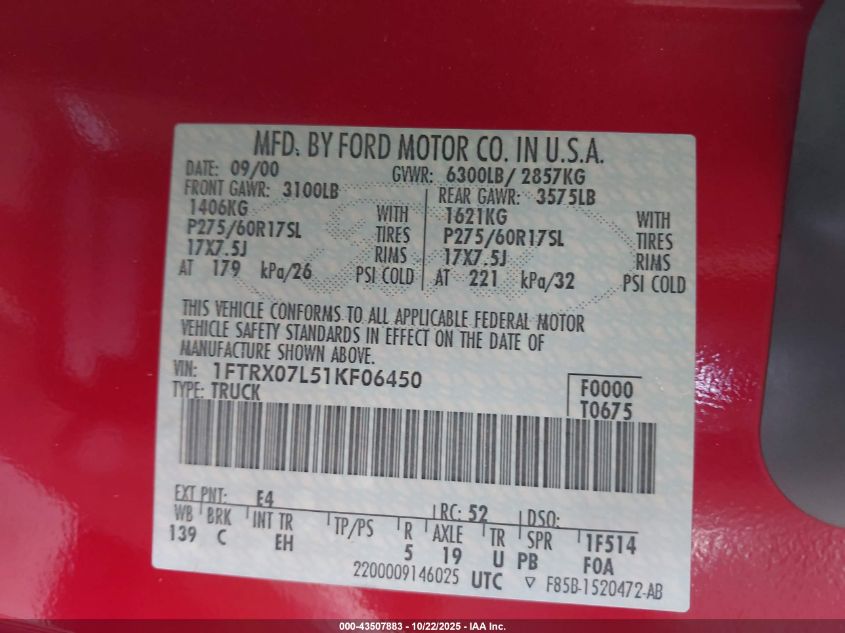 MFD. BY FORD MOTOR CO. IN U.S.A.
DATE: 09/00 GVWR: 6300LB/ 2857KG
FRONT GAWR: 3100LB REAR GAWR: 3575LB
1406KG WITH 1621KG WITH
P275/60R17SL TIRES P275/60R17SL TIRES
17X7.5J RIMS 17X7.5J RIMS
AT 179 kPa/26 PSI COLD AT 221 kPa/32 PSI COLD
THIS VEHICLE CONFORMS TO ALL APPLICABLE FEDERAL MOTOR
VEHICLE SAFETY STANDARDS IN EFFECT ON THE DATE OF
MANUFACTURE SHOWN ABOVE.
VIN: 1FTRX07L51KF06450 F0000
TYPE: TRUCK T0675
EXT PNT: E4 RC: 52 DSO:
WB BRK INT TR TP/PS R AXLE TR SPR 1F514
139 C EH 5 19 U PB F0A
2200009146025 UTC ▽ F85B-1520472-AB
000-43507883 - 10/22/2025 - IAA Inc.